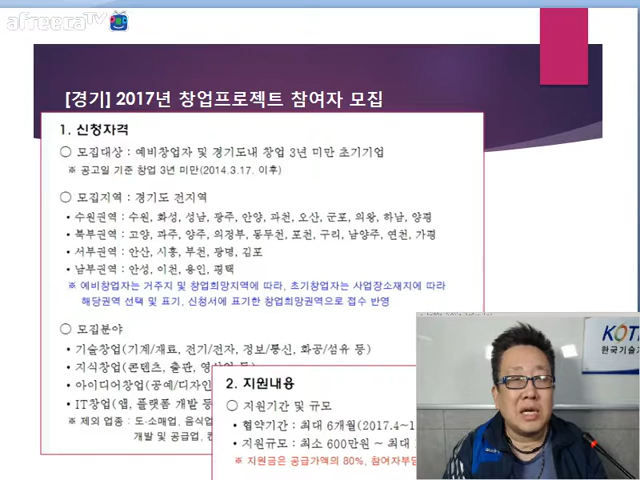 afreecaTV
[경기] 2017년 창업프로젝트 참여자 모집
1. 신청자격
○ 모집대상 : 예비창업자 및 경기도내 창업 3년 미만 초기기업
※ 공고일 기준 창업 3년 미만(2014.3.17. 이후)
○ 모집지역 : 경기도 전지역
• 수원권역 : 수원, 화성, 성남, 광주, 안양, 과천, 오산, 군포, 의왕, 하남, 양평
• 북부권역 : 고양, 파주, 양주, 의정부, 동두천, 포천, 구리, 남양주, 연천, 가평
• 서부권역 : 안산, 시흥, 부천, 광명, 김포
• 남부권역 : 안성, 이천, 용인, 평택
※ 예비창업자는 거주지 및 창업희망지역에 따라, 초기창업자는 사업장소재지에 따라
해당권역 선택 및 표기, 신청서에 표기한 창업희망권역으로 접수 반영
○ 모집분야
• 기술창업(기계/재료, 전기/전자, 정보/통신, 화공/섬유 등)
• 지식창업(콘텐츠, 출판,
• 아이디어창업(공예/디자인
• IT창업(앱, 플랫폼 개발 등
※ 제외 업종 : 도·소매업, 음식업
개발 및 공급업,
2. 지원내용
○ 지원기간 및 규모
• 협약기간 : 최대 6개월(2017.4~1
• 지원규모 : 최소 600만원 ~ 최대
※ 지원금은 공급가액의 80%, 참여자부담
KOT
한국기술